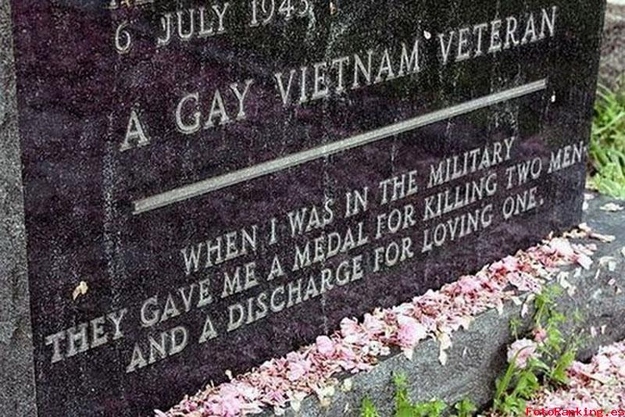 6 JULY 1943,
A GAY VIETNAM VETERAN
WHEN I WAS IN THE MILITARY
THEY GAVE ME A MEDAL FOR KILLING TWO MEN
AND A DISCHARGE FOR LOVING ONE.
FotoRanking.es